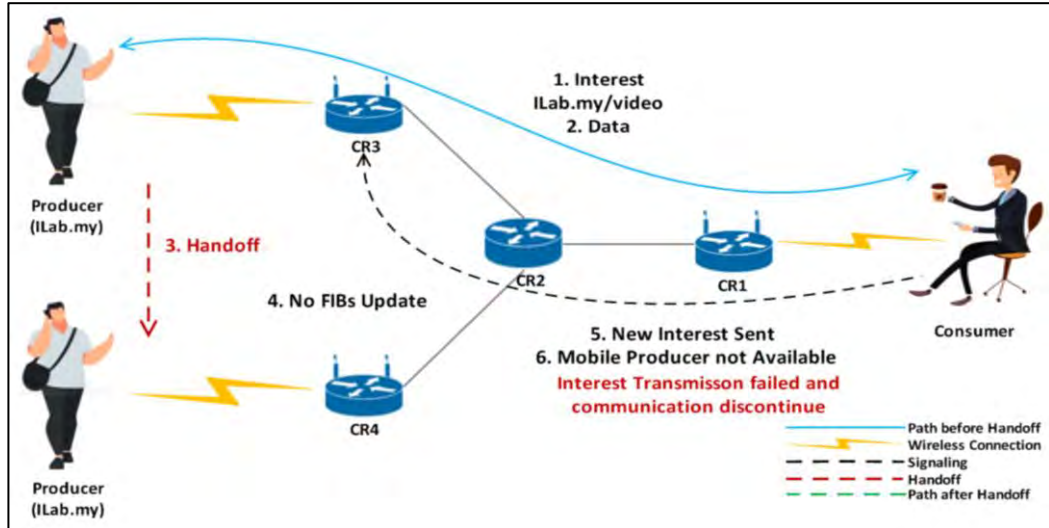 1. Interest
ILab.my/video
2. Data
CR3
Producer
(ILab.my)
3. Handoff
CR2
CR1
4. No FIBs Update
Consumer
5. New Interest Sent
6. Mobile Producer not Available
Interest Transmisson failed and
communication discontinue
CR4
Producer
(ILab.my)
Path before Handoff
Wireless Connection
Signaling
Handoff
Path after Handoff